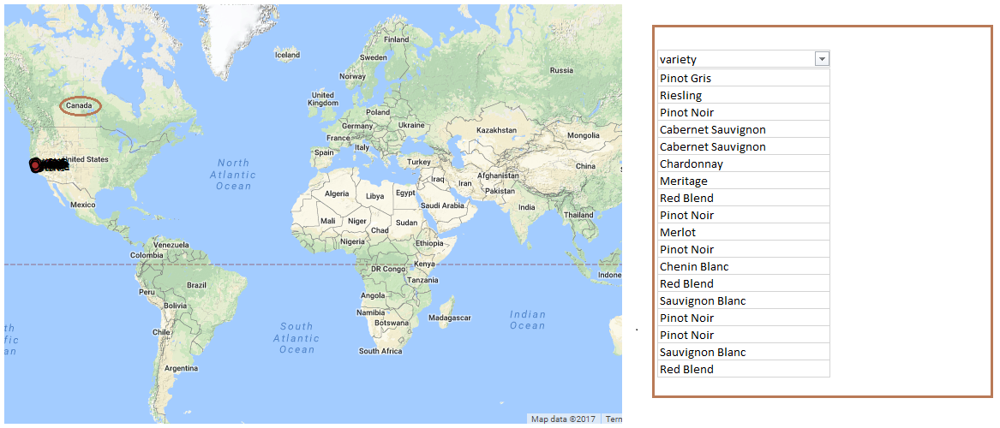 Iceland
Finland
Sweden
Norway
Russia
Canada
United
Kingdom
Poland
Germany
Ukraine
France
Kazakhstan
Italy
Mongolia
Spain
Turkey
United States
China
North
Atlantic
Ocean
Iraq
Iran
Afghanistan
Pakistan
Algeria
Libya
Egypt
Saudi Arabia
India
Mexico
Mali
Niger
Chad
Sudan
Thailand
Nigeria
Ethiopia
Venezuela
Colombia
DR Congo
Kenya
Indone
Tanzania
Brazil
Peru
Angola
Bolivia
Namibia
Botswana
Madagascar
Indian
Ocean
th
fic
an
South
Atlantic
Ocean
Chile
South Africa
Argentina
Map data ©2017
Tern
variety
Pinot Gris
Riesling
Pinot Noir
Cabernet Sauvignon
Cabernet Sauvignon
Chardonnay
Meritage
Red Blend
Pinot Noir
Merlot
Pinot Noir
Chenin Blanc
Red Blend
Sauvignon Blanc
Pinot Noir
Pinot Noir
Sauvignon Blanc
Red Blend